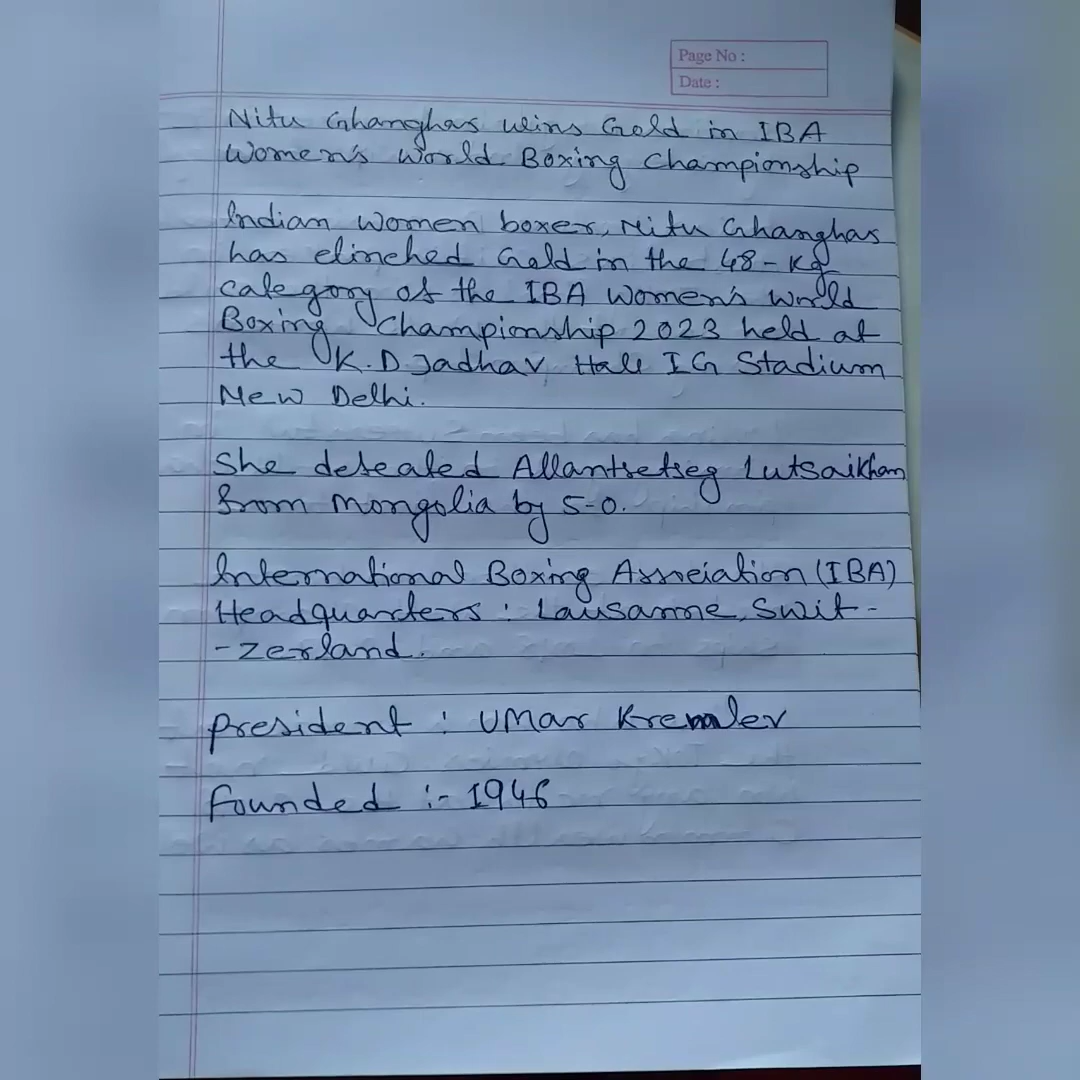 Page No :
Date :
Nitu Ghanghas wins Gold in IBA
Women's World Boxing Championship
Indian women boxer, Nitu Ghanghas
has clinched Gold in the 48-kg
category of the IBA Women's world
Boxing Championship 2023 held at
the K.D Jadhav Hall IG Stadium
New Delhi.
She defeated Allantsetseg Lutsaikhan
from Mongolia by 5-0.
International Boxing Association (IBA)
Headquarters : Lausanne, Swit-
-zerland.
President : UMar Kremlev
Founded :- 1946